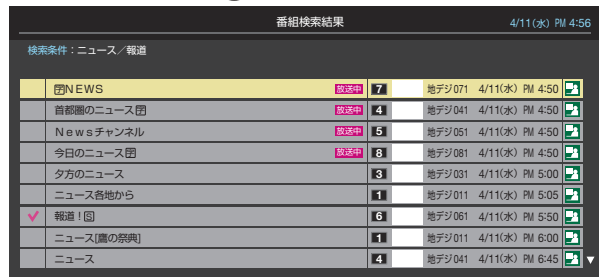 番組検索結果 4/11(水) PM 4:56
検索条件：ニュース／報道
🈑NEWS 放送中 7 地デジ071 4/11(水) PM 4:50
首都圏のニュース🈑 放送中 4 地デジ041 4/11(水) PM 4:50
Newsチャンネル 放送中 5 地デジ051 4/11(水) PM 4:50
今日のニュース🈑 放送中 8 地デジ081 4/11(水) PM 4:50
夕方のニュース 3 地デジ031 4/11(水) PM 5:00
ニュース各地から 1 地デジ011 4/11(水) PM 5:05
✔ 報道！🅂 6 地デジ061 4/11(水) PM 5:50
ニュース[鷹の祭典] 1 地デジ011 4/11(水) PM 6:00
ニュース 4 地デジ041 4/11(水) PM 6:45 ▼